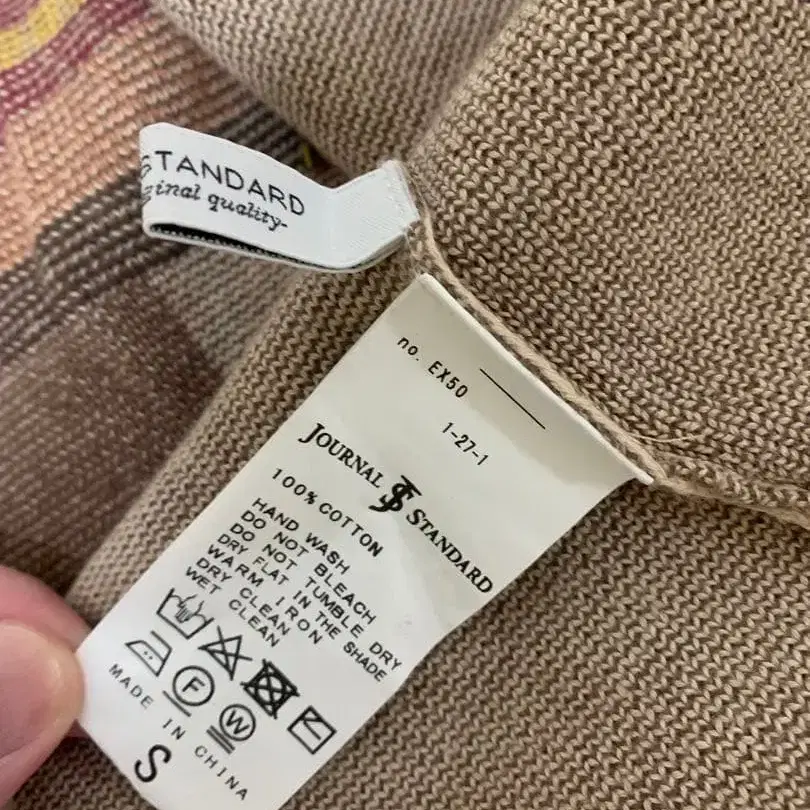 STANDARD
inal quality-
no. EX50
1-27-1
JOURNAL JS STANDARD
100% COTTON
HAND WASH
DO NOT BLEACH
DO NOT TUMBLE DRY
DRY FLAT IN THE SHADE
WARM IRON
DRY CLEAN
WET CLEAN
F
W
MADE IN CHINA
S